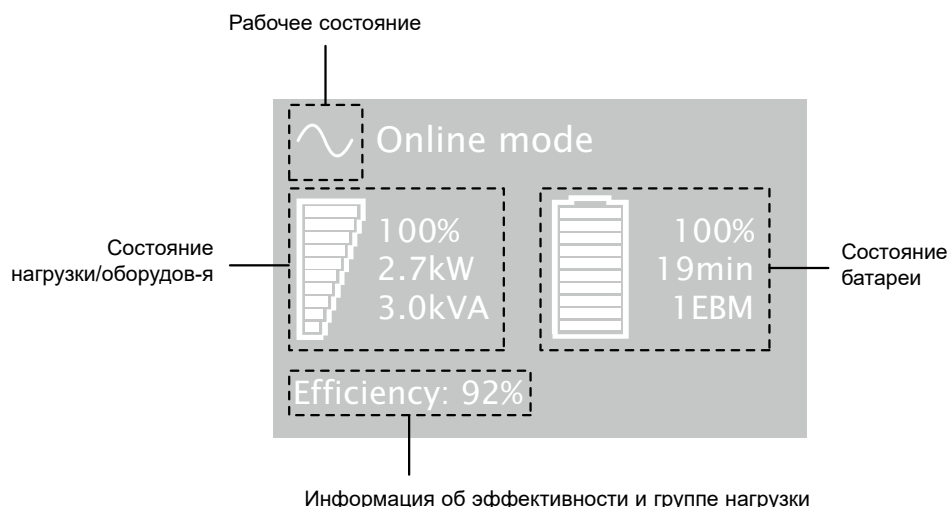 Рабочее состояние
Online mode
Состояние
нагрузки/оборудов-я
100%
2.7kW
3.0kVA
100%
19min
1EBM
Состояние
батареи
Efficiency: 92%
Информация об эффективности и группе нагрузки